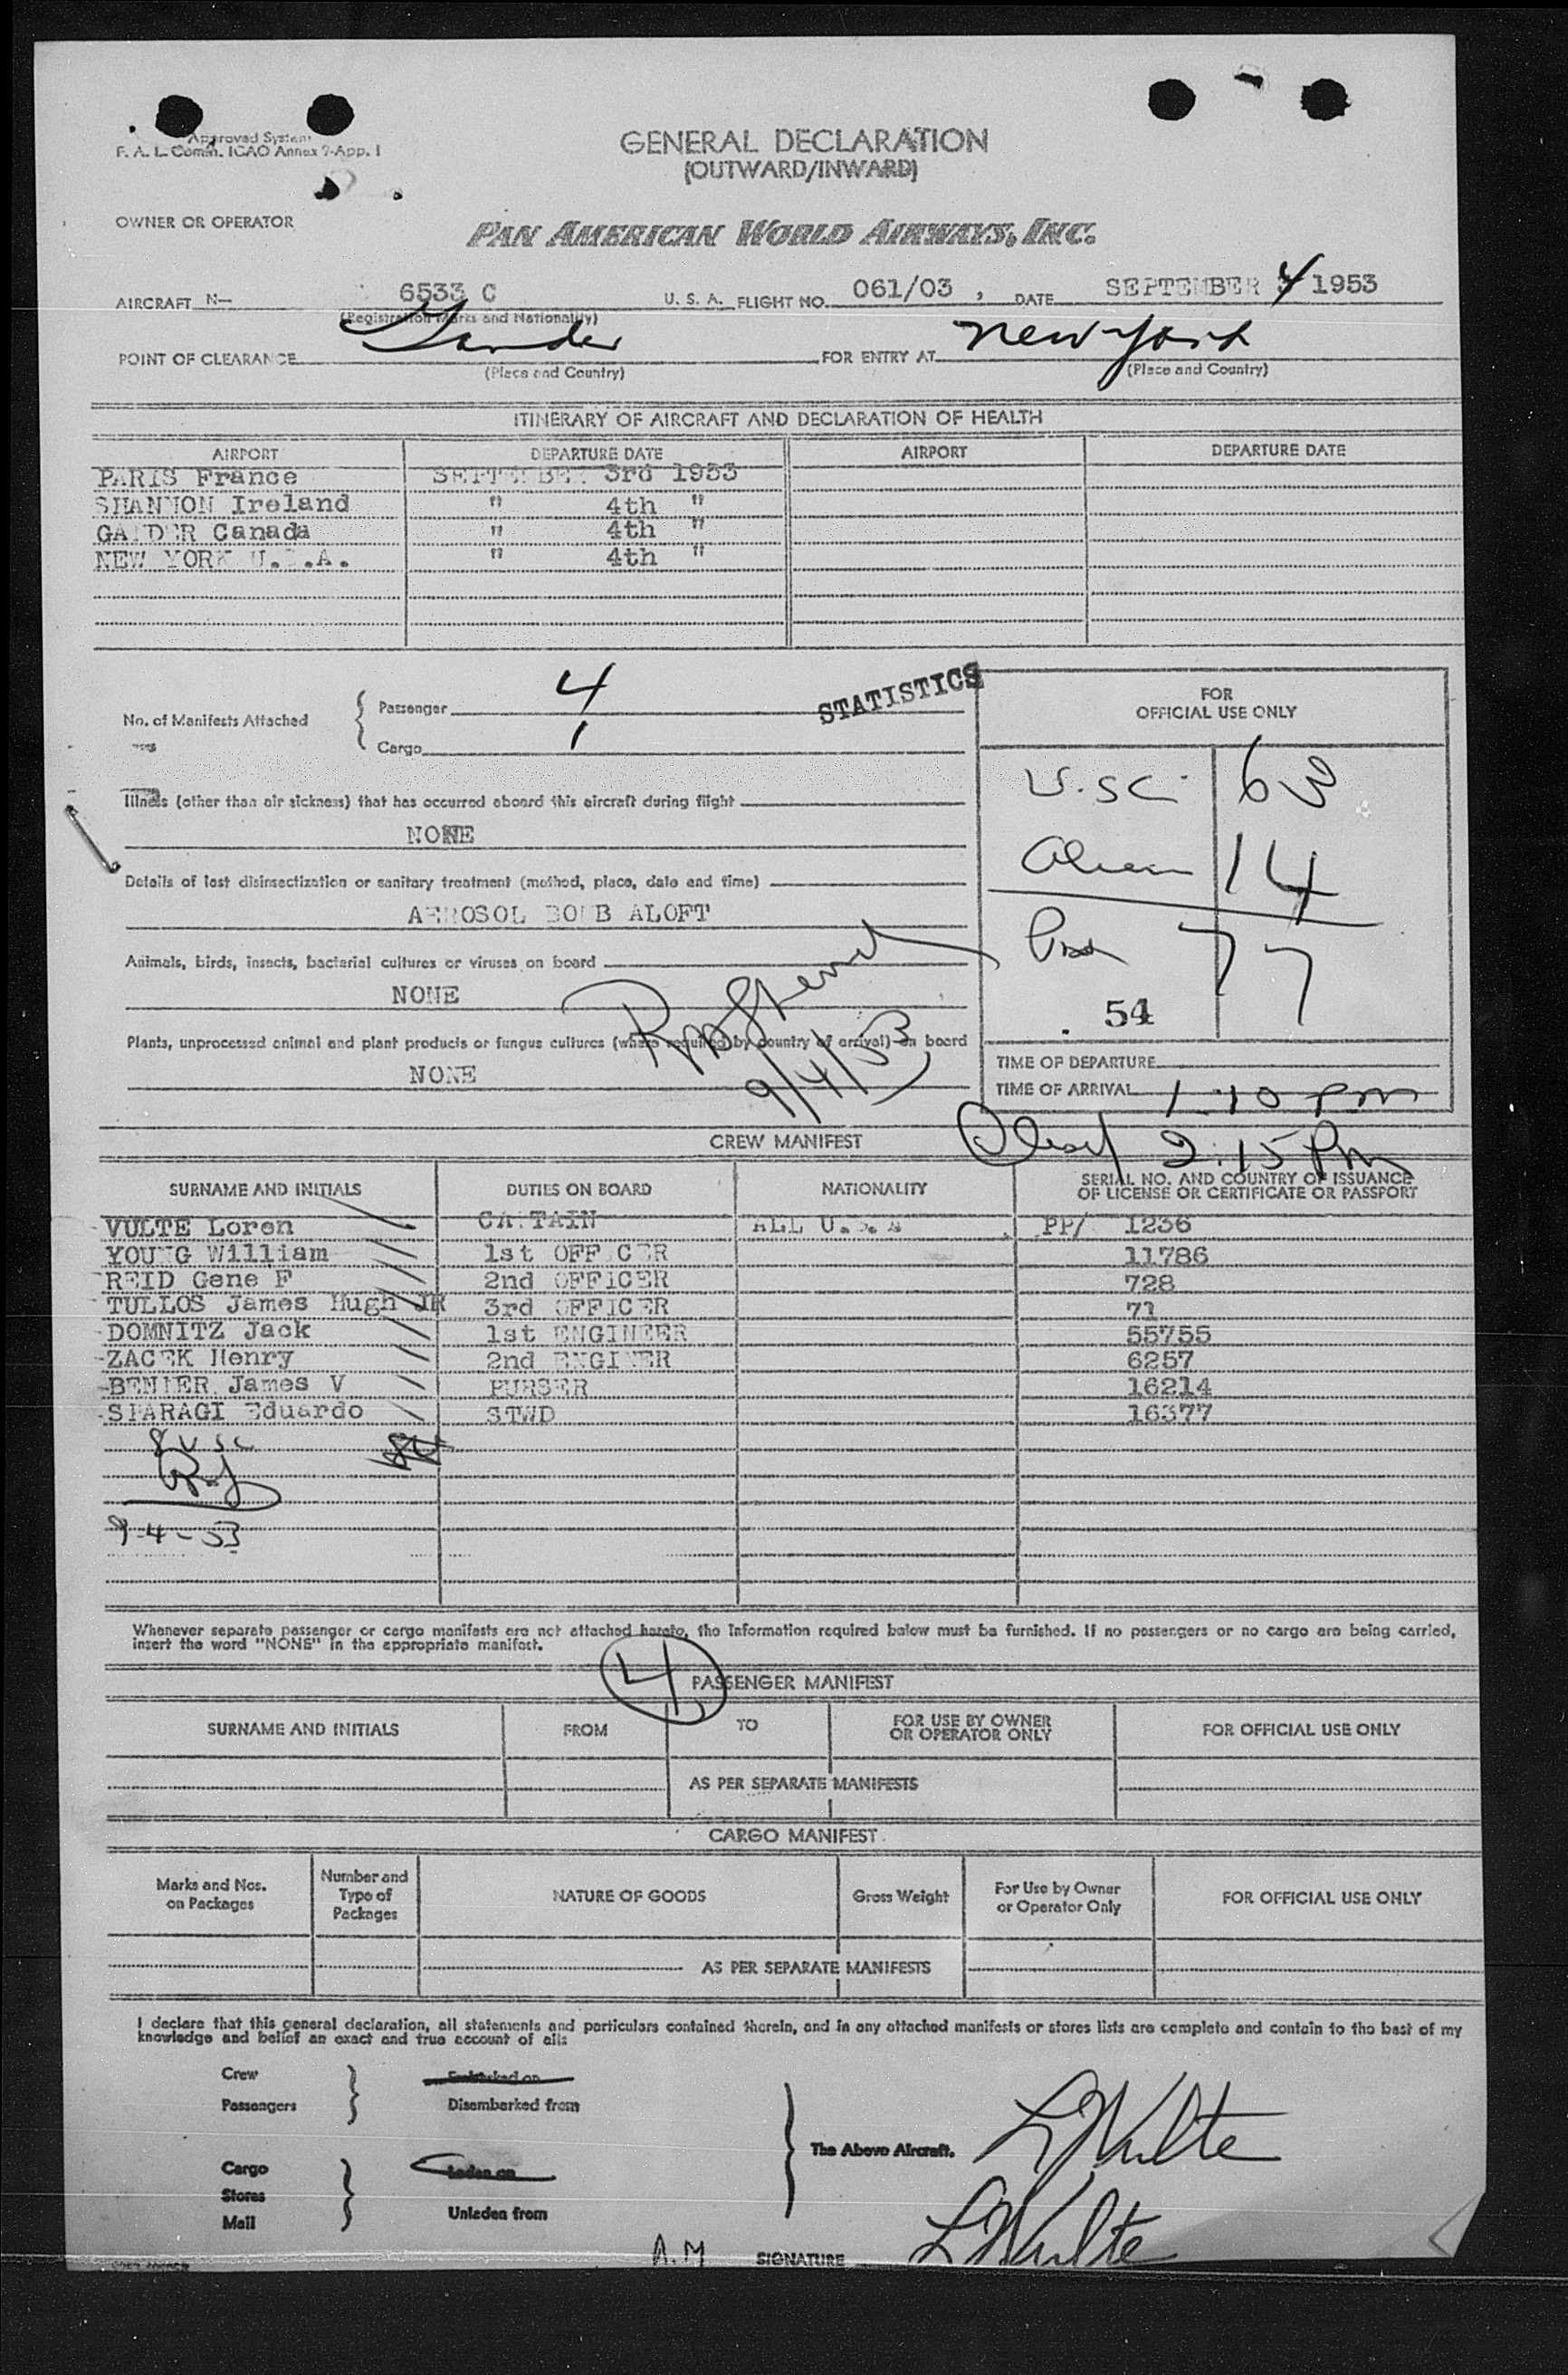 Approved System
F. A. L. Comm. ICAO Annex 9-App. 1
GENERAL DECLARATION
(OUTWARD/INWARD)
OWNER OR OPERATOR
PAN AMERICAN WORLD AIRWAYS, INC.
AIRCRAFT N— 6533 C U. S. A. FLIGHT NO. 061/03 , DATE SEPTEMBER 4 1953
(Registration Marks and Nationality)
POINT OF CLEARANCE Gander FOR ENTRY AT New York
(Place and Country) (Place and Country)
ITINERARY OF AIRCRAFT AND DECLARATION OF HEALTH
AIRPORT DEPARTURE DATE AIRPORT DEPARTURE DATE
PARIS France SEPTEMBER 3rd 1953
SHANNON Ireland " 4th "
GANDER Canada " 4th "
NEW YORK U.S.A. " 4th "
No. of Manifests Attached { Passenger 4
Cargo 1
STATISTICS
FOR
OFFICIAL USE ONLY
U.S.C. 63
Alien 14
77
54
TIME OF DEPARTURE
TIME OF ARRIVAL 1:10 PM
2:15 PM
Illness (other than air sickness) that has occurred aboard this aircraft during flight
NONE
Details of last disinsectization or sanitary treatment (method, place, date and time)
AEROSOL BOMB ALOFT
Animals, birds, insects, bacterial cultures or viruses on board
NONE
Plants, unprocessed animal and plant products or fungus cultures (where required by country of arrival) on board
NONE
9/4/53
CREW MANIFEST
SURNAME AND INITIALS DUTIES ON BOARD NATIONALITY SERIAL NO. AND COUNTRY OF ISSUANCE
OF LICENSE OR CERTIFICATE OR PASSPORT
VULTE Loren CAPTAIN ALL U.S.A PP/ 1236
YOUNG William 1st OFFICER 11786
REID Gene F 2nd OFFICER 728
TULLOS James Hugh JR 3rd OFFICER 71
DOMNITZ Jack 1st ENGINEER 55755
ZACEK Henry 2nd ENGINER 6257
BENTER James V PURSER 16214
SPARAGI Eduardo STWD 16377
8 USC
9-4-53
Whenever separate passenger or cargo manifests are not attached hereto, the information required below must be furnished. If no passengers or no cargo are being carried,
insert the word "NONE" in the appropriate manifest.
4
PASSENGER MANIFEST
SURNAME AND INITIALS FROM TO FOR USE BY OWNER
OR OPERATOR ONLY FOR OFFICIAL USE ONLY
AS PER SEPARATE MANIFESTS
CARGO MANIFEST
Marks and Nos.
on Packages Number and
Type of
Packages NATURE OF GOODS Gross Weight For Use by Owner
or Operator Only FOR OFFICIAL USE ONLY
AS PER SEPARATE MANIFESTS
I declare that this general declaration, all statements and particulars contained therein, and in any attached manifests or stores lists are complete and contain to the best of my
knowledge and belief an exact and true account of all:
Crew Embarked on
Passengers Disembarked from
The Above Aircraft. L Vulte
Cargo Laden on
Stores
Mail Unladen from
A.M SIGNATURE L Vulte